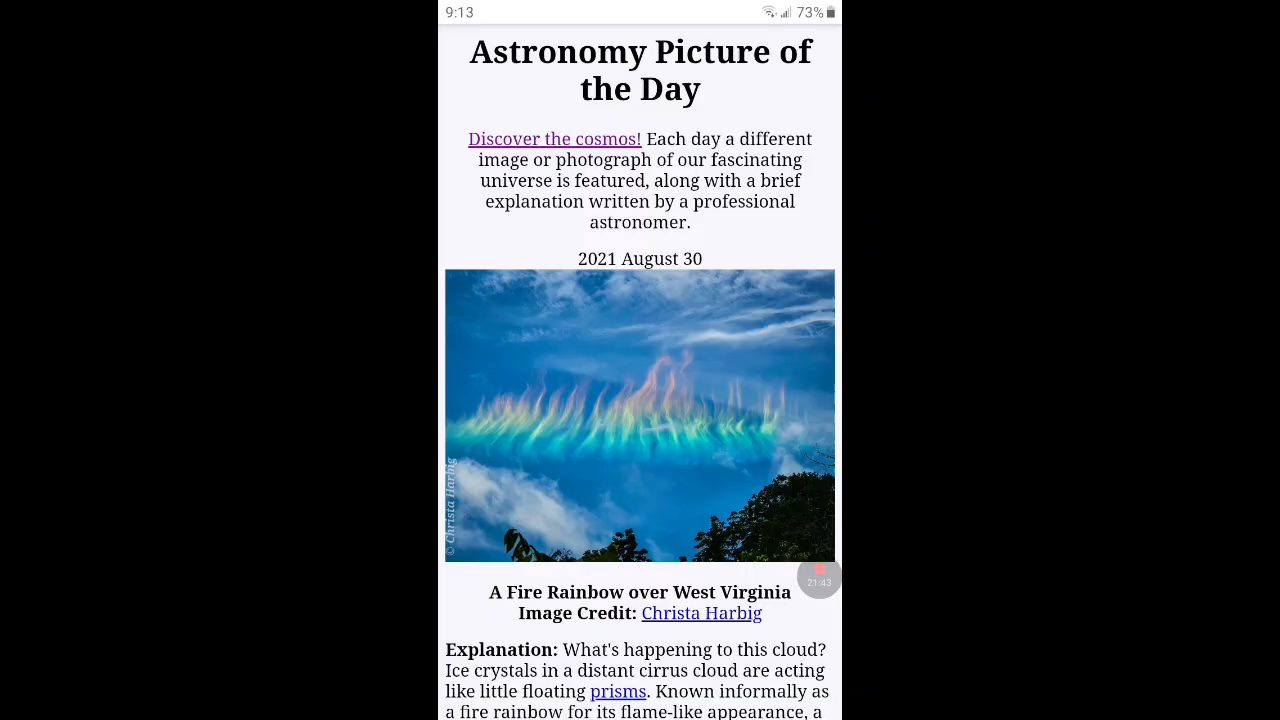 9:13
73%
Astronomy Picture of
the Day
Discover the cosmos! Each day a different
image or photograph of our fascinating
universe is featured, along with a brief
explanation written by a professional
astronomer.
2021 August 30
© Christa Harbig
A Fire Rainbow over West Virginia
Image Credit: Christa Harbig
21:43
Explanation: What's happening to this cloud?
Ice crystals in a distant cirrus cloud are acting
like little floating prisms. Known informally as
a fire rainbow for its flame-like appearance, a